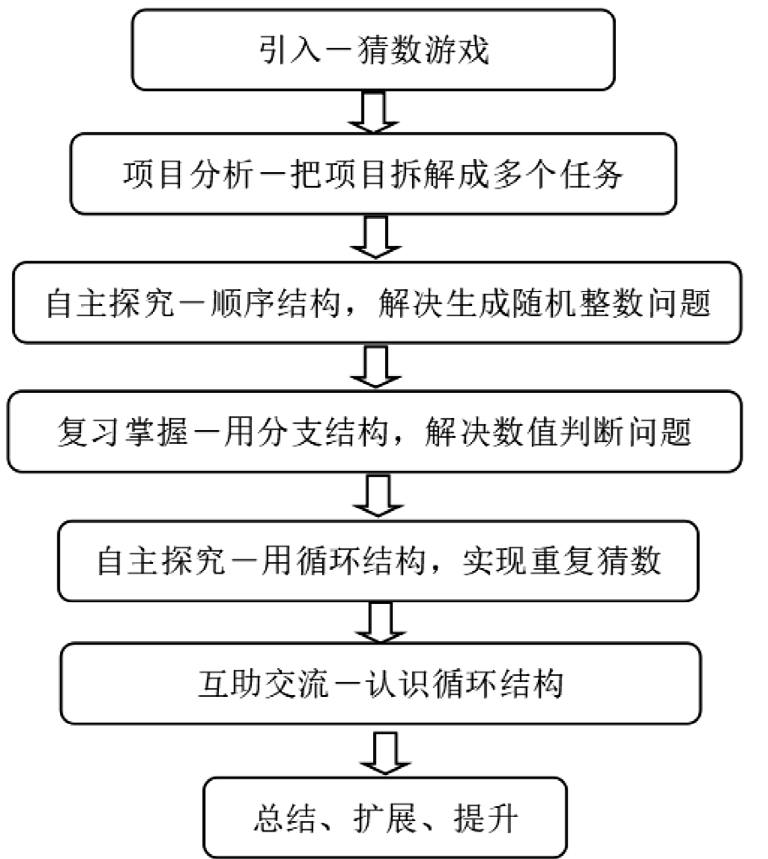 引入－猜数游戏
项目分析－把项目拆解成多个任务
自主探究－顺序结构，解决生成随机整数问题
复习掌握－用分支结构，解决数值判断问题
自主探究－用循环结构，实现重复猜数
互助交流－认识循环结构
总结、扩展、提升